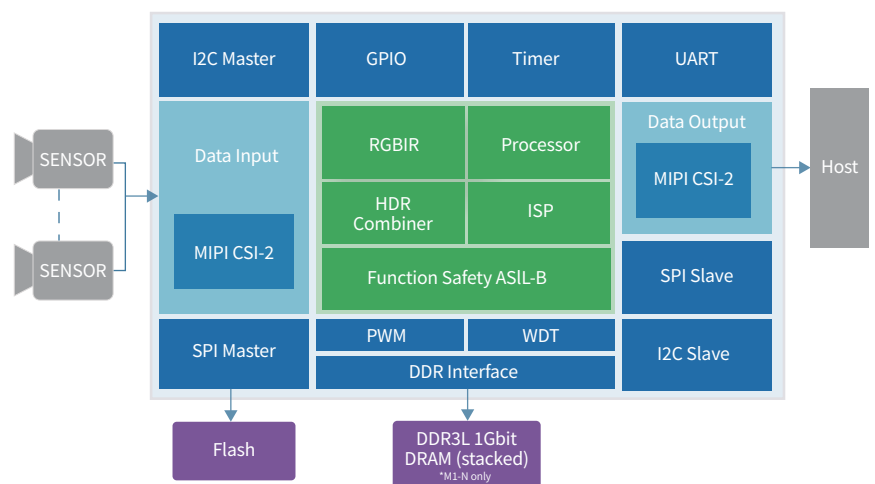 I2C Master
GPIO
Timer
UART
SENSOR
SENSOR
Data Input
MIPI CSI-2
RGBIR
Processor
HDR
Combiner
ISP
Function Safety ASlL-B
Data Output
MIPI CSI-2
Host
SPI Slave
SPI Master
PWM
WDT
DDR Interface
I2C Slave
Flash
DDR3L 1Gbit
DRAM (stacked)
*M1-N only